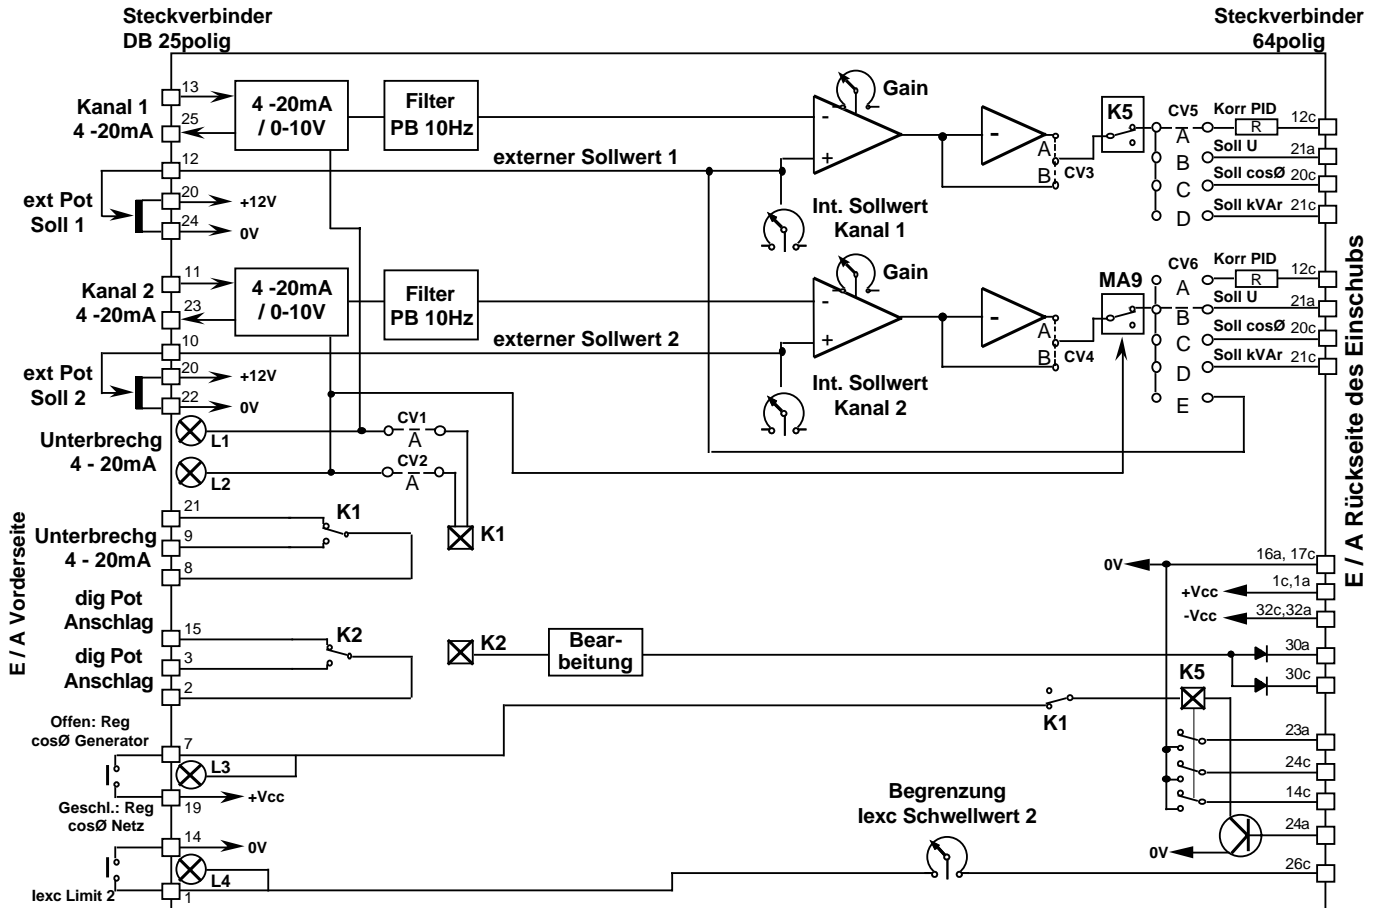 Steckverbinder
DB 25polig
Steckverbinder
64polig
13
Kanal 1
4 -20mA
25
4 -20mA
/ 0-10V
Filter
PB 10Hz
Gain
-
+
-
A
B
CV3
K5
CV5
A
B
C
D
Korr PID
R
12c
Soll U
21a
Soll cosØ
20c
Soll kVAr
21c
12
externer Sollwert 1
ext Pot
Soll 1
20
+12V
24
0V
Int. Sollwert
Kanal 1
11
Kanal 2
4 -20mA
23
4 -20mA
/ 0-10V
Filter
PB 10Hz
Gain
-
+
-
A
B
CV4
MA9
CV6
A
B
C
D
E
Korr PID
R
12c
Soll U
21a
Soll cosØ
20c
Soll kVAr
21c
10
externer Sollwert 2
ext Pot
Soll 2
20
+12V
22
0V
Int. Sollwert
Kanal 2
Unterbrechg
4 - 20mA
L1
L2
CV1
A
CV2
A
K1
E / A Vorderseite
E / A Rückseite des Einschubs
21
Unterbrechg
4 - 20mA
9
8
K1
0V
16a, 17c
+Vcc
1c,1a
-Vcc
32c,32a
dig Pot
Anschlag
15
dig Pot
Anschlag
3
2
K2
K2
Bear-
beitung
30a
30c
K5
K1
Offen: Reg
cosØ Generator
7
L3
+Vcc
19
Geschl.: Reg
cosØ Netz
23a
24c
14c
24a
0V
14
0V
L4
Iexc Limit 2
1
Begrenzung
Iexc Schwellwert 2
26c